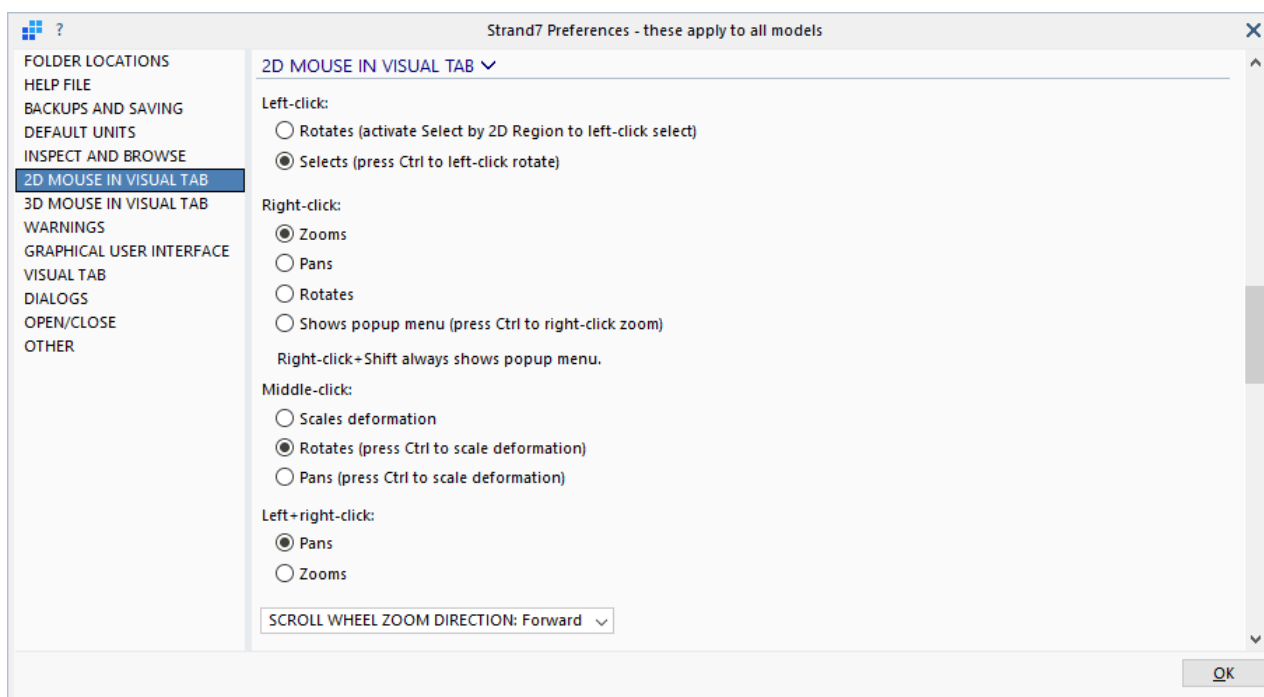 ?
Strand7 Preferences - these apply to all models
FOLDER LOCATIONS
HELP FILE
BACKUPS AND SAVING
DEFAULT UNITS
INSPECT AND BROWSE
2D MOUSE IN VISUAL TAB
3D MOUSE IN VISUAL TAB
WARNINGS
GRAPHICAL USER INTERFACE
VISUAL TAB
DIALOGS
OPEN/CLOSE
OTHER
2D MOUSE IN VISUAL TAB
Left-click:
Rotates (activate Select by 2D Region to left-click select)
Selects (press Ctrl to left-click rotate)
Right-click:
Zooms
Pans
Rotates
Shows popup menu (press Ctrl to right-click zoom)
Right-click+Shift always shows popup menu.
Middle-click:
Scales deformation
Rotates (press Ctrl to scale deformation)
Pans (press Ctrl to scale deformation)
Left+right-click:
Pans
Zooms
SCROLL WHEEL ZOOM DIRECTION: Forward
OK